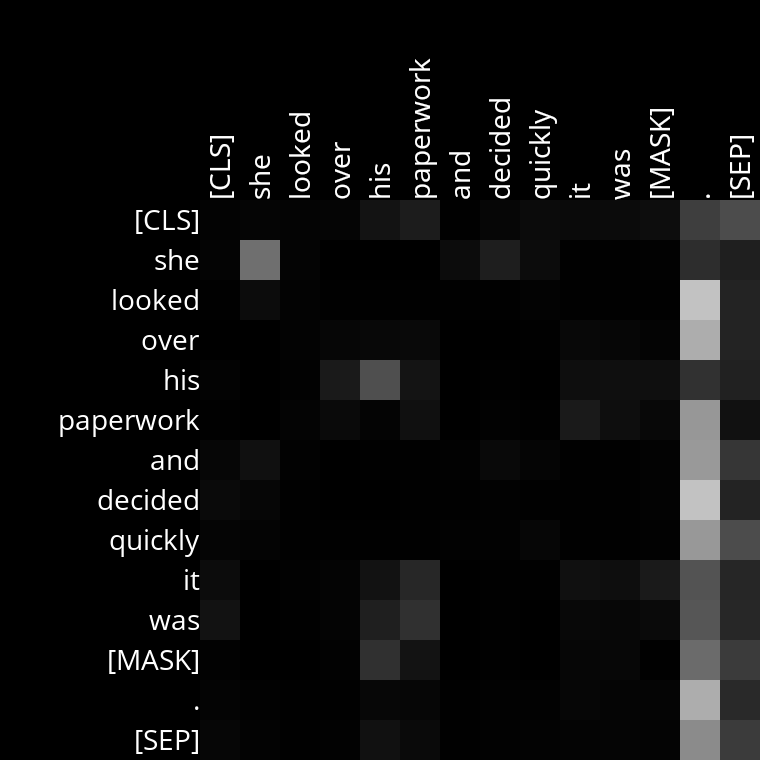 [CLS] she looked over his paperwork and decided quickly it was [MASK] . [SEP]
[CLS]
she
looked
over
his
paperwork
and
decided
quickly
it
was
[MASK]
.
[SEP]